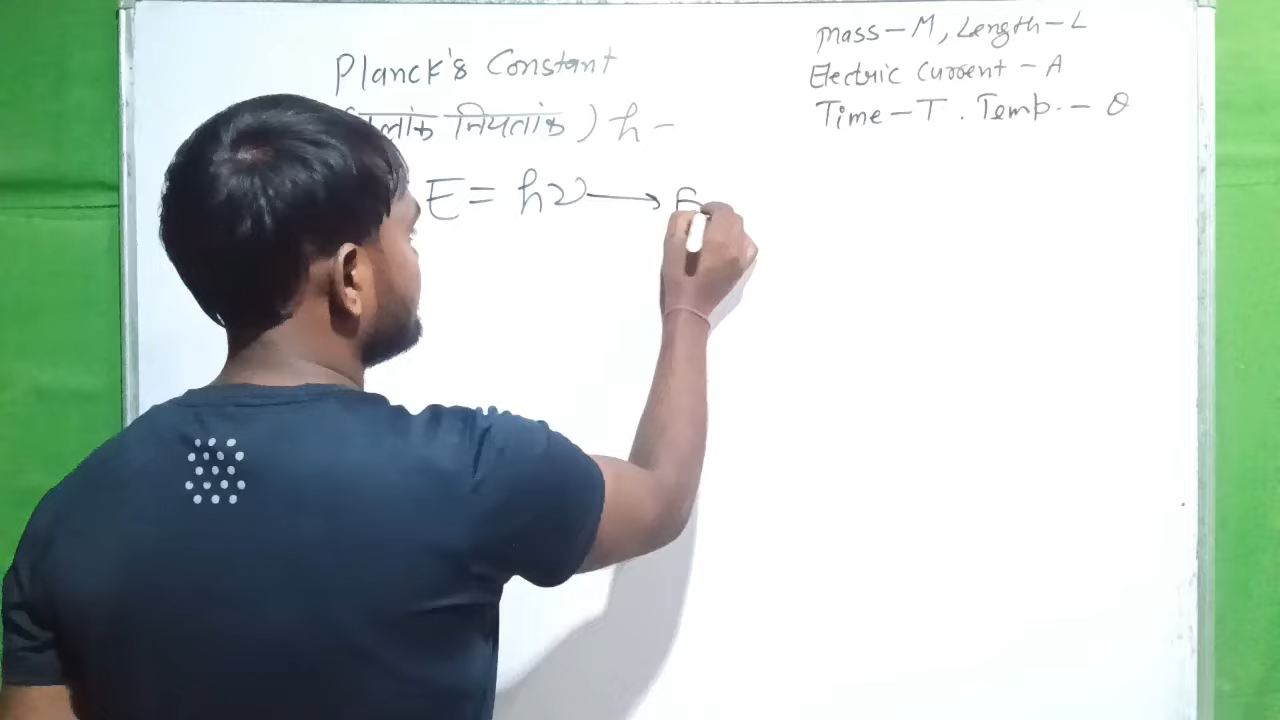 Planck's Constant
नियतांक ) h -
E = hν →
Mass - M, Length - L
Electric Current - A
Time - T . Temp. - θ